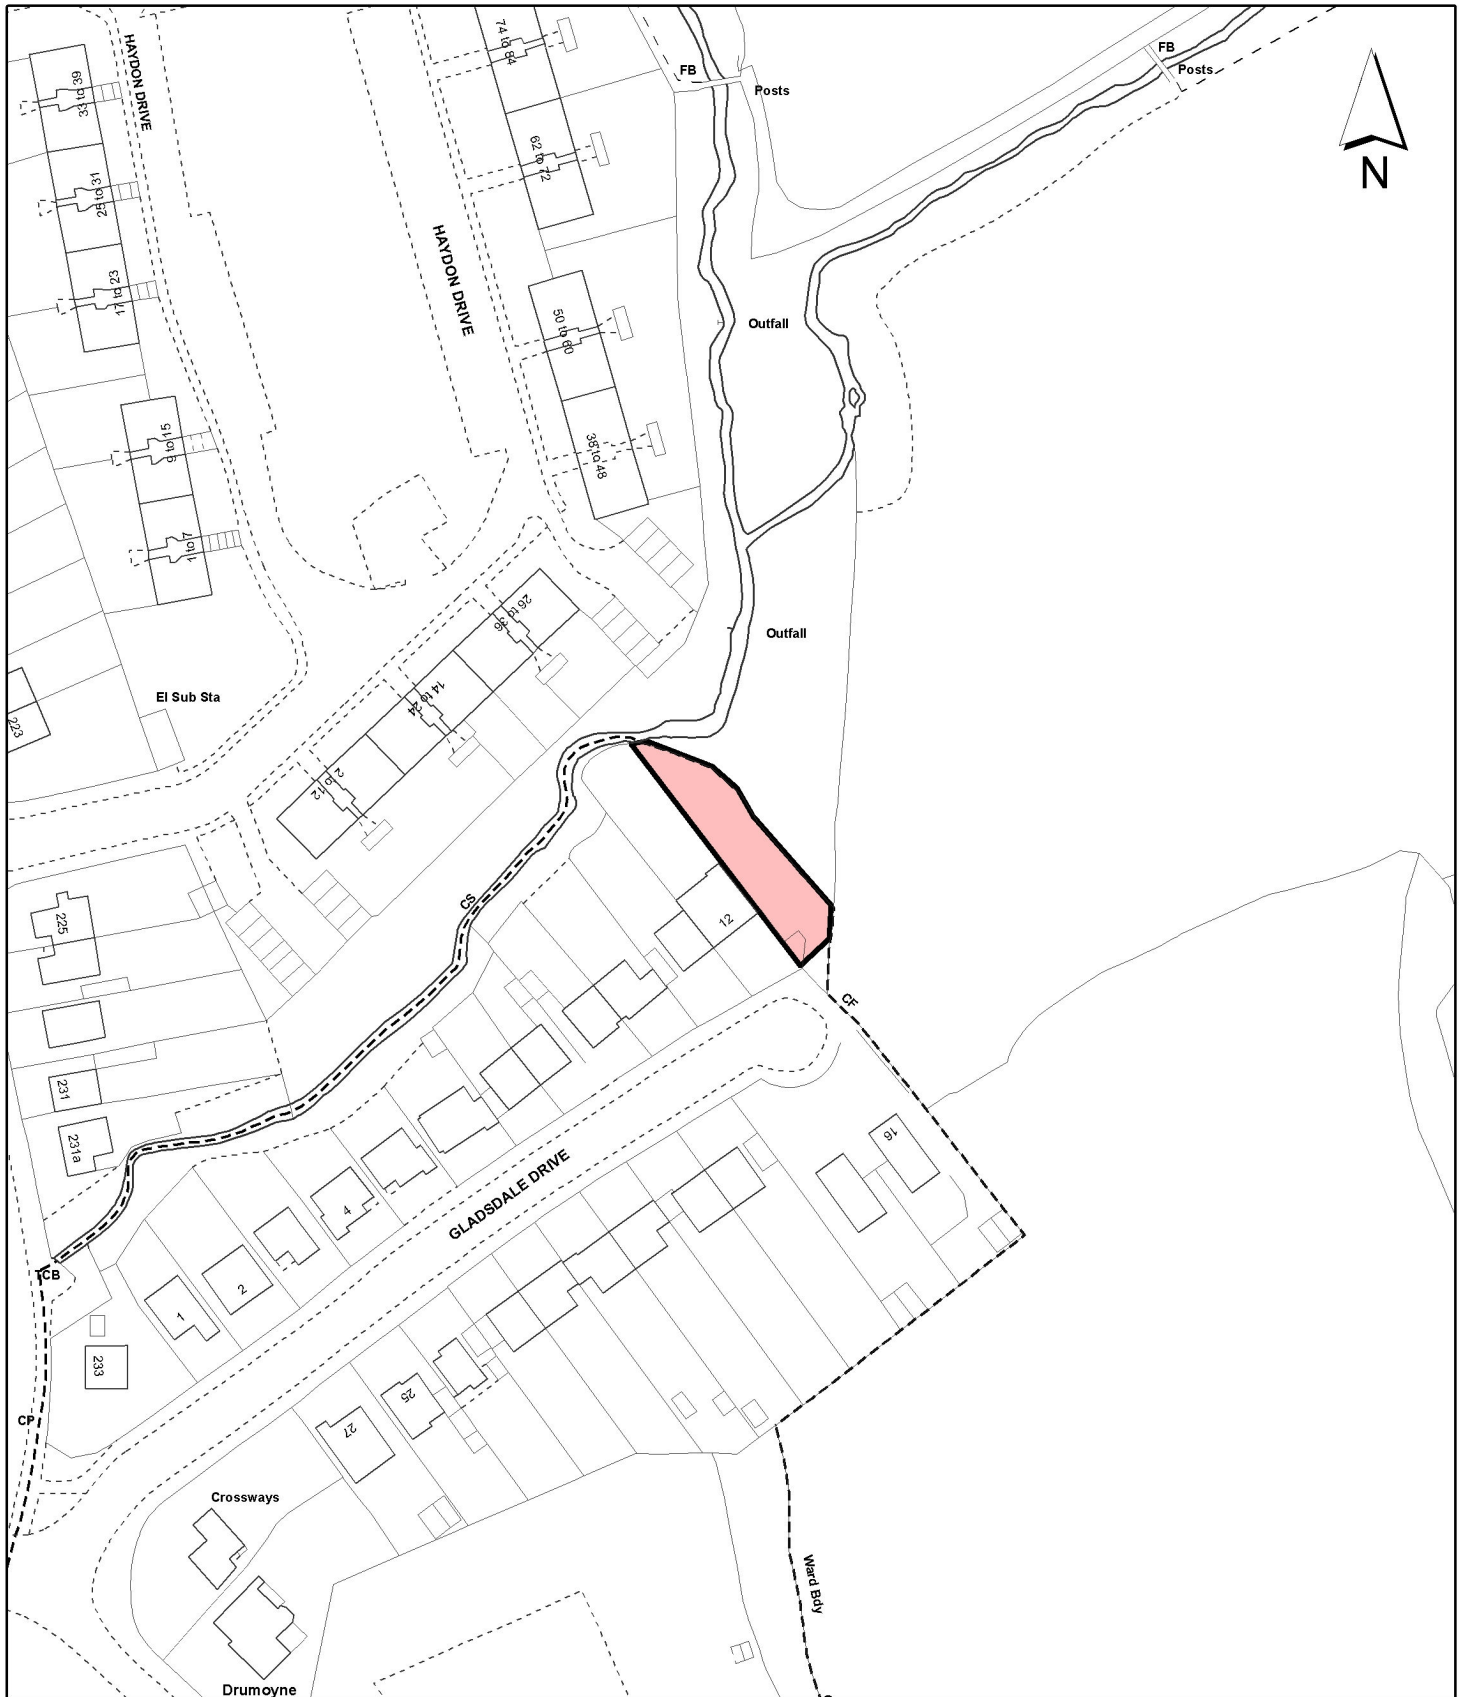 HAYDON DRIVE
74 to 84
FB
Posts
FB
Posts
N
33 to 39
62 to 72
25 to 31
HAYDON DRIVE
17 to 23
50 to 60
Outfall
9 to 15
38 to 48
1 to 7
26 to 36
Outfall
El Sub Sta
14 to 24
223
2 to 12
CS
225
12
CF
231
16
231a
GLADSDALE DRIVE
4
TCB
2
1
233
25
CP
27
Crossways
Ward Bdy
Drumoyne